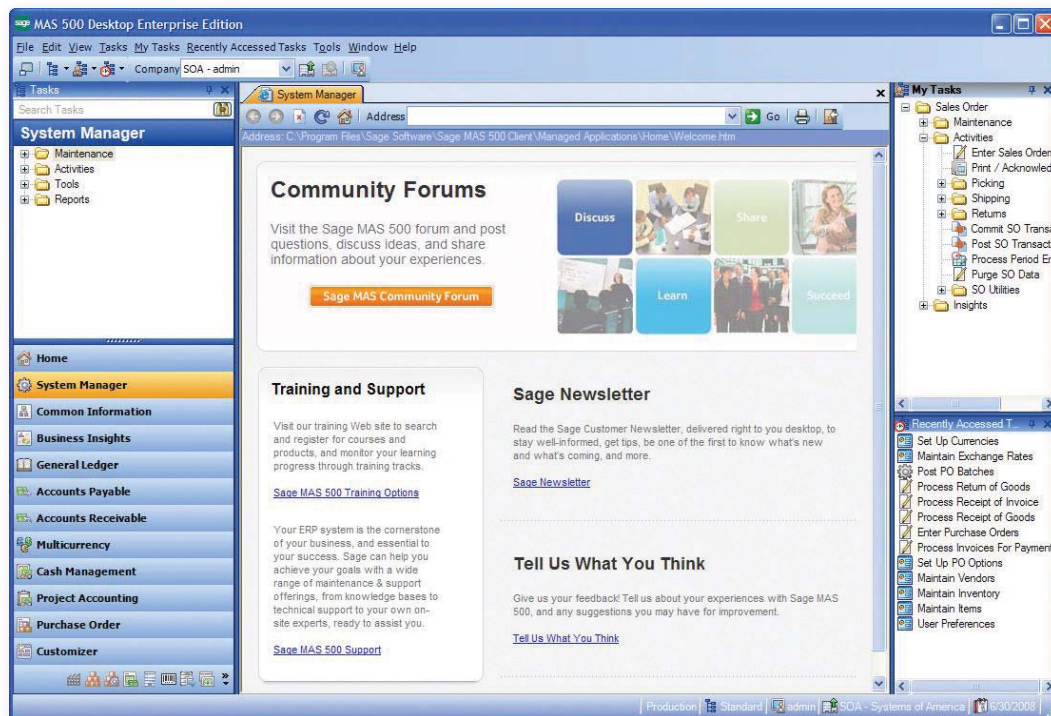 sage MAS 500 Desktop Enterprise Edition
File Edit View Tasks My Tasks Recently Accessed Tasks Tools Window Help
Company SOA - admin
Tasks
Search Tasks
System Manager
Maintenance
Activities
Tools
Reports
Home
System Manager
Common Information
Business Insights
General Ledger
Accounts Payable
Accounts Receivable
Multicurrency
Cash Management
Project Accounting
Purchase Order
Customizer
System Manager
Address Go
Address: C:\Program Files\Sage Software\Sage MAS 500 Client\Managed Applications\Home\Welcome.htm
Community Forums
Visit the Sage MAS 500 forum and post
questions, discuss ideas, and share
information about your experiences.
Sage MAS Community Forum
Discuss
Share
Learn
Succeed
Training and Support
Visit our training Web site to search
and register for courses and
products, and monitor your learning
progress through training tracks.
Sage MAS 500 Training Options
Your ERP system is the cornerstone
of your business, and essential to
your success. Sage can help you
achieve your goals with a wide
range of maintenance & support
offerings, from knowledge bases to
technical support to your own on-
site experts, ready to assist you.
Sage MAS 500 Support
Sage Newsletter
Read the Sage Customer Newsletter, delivered right to you desktop, to
stay well-informed, get tips, be one of the first to know what's new
and what's coming, and more.
Sage Newsletter
Tell Us What You Think
Give us your feedback! Tell us about your experiences with Sage MAS
500, and any suggestions you may have for improvement.
Tell Us What You Think
My Tasks
Sales Order
Maintenance
Activities
Enter Sales Order
Print / Acknowled
Picking
Shipping
Returns
Commit SO Transa
Post SO Transact
Process Period En
Purge SO Data
SO Utilities
Insights
Recently Accessed T...
Set Up Currencies
Maintain Exchange Rates
Post PO Batches
Process Return of Goods
Process Receipt of Invoice
Process Receipt of Goods
Enter Purchase Orders
Process Invoices For Payment
Set Up PO Options
Maintain Vendors
Maintain Inventory
Maintain Items
User Preferences
Production Standard admin SOA - Systems of America 6/30/2008